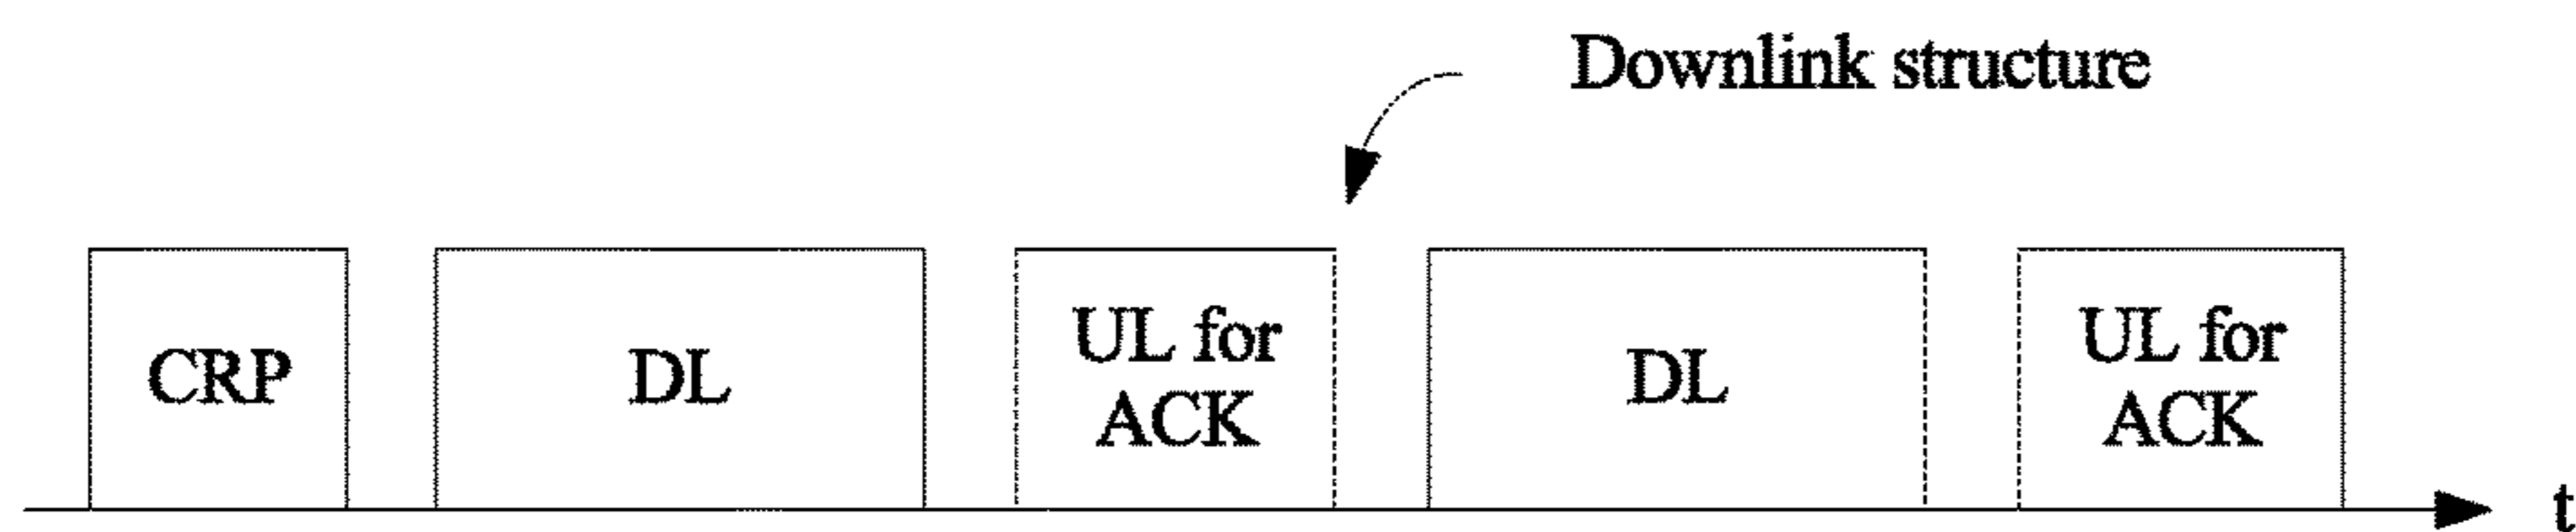 Downlink structure
CRP
DL
UL for
ACK
DL
UL for
ACK
t